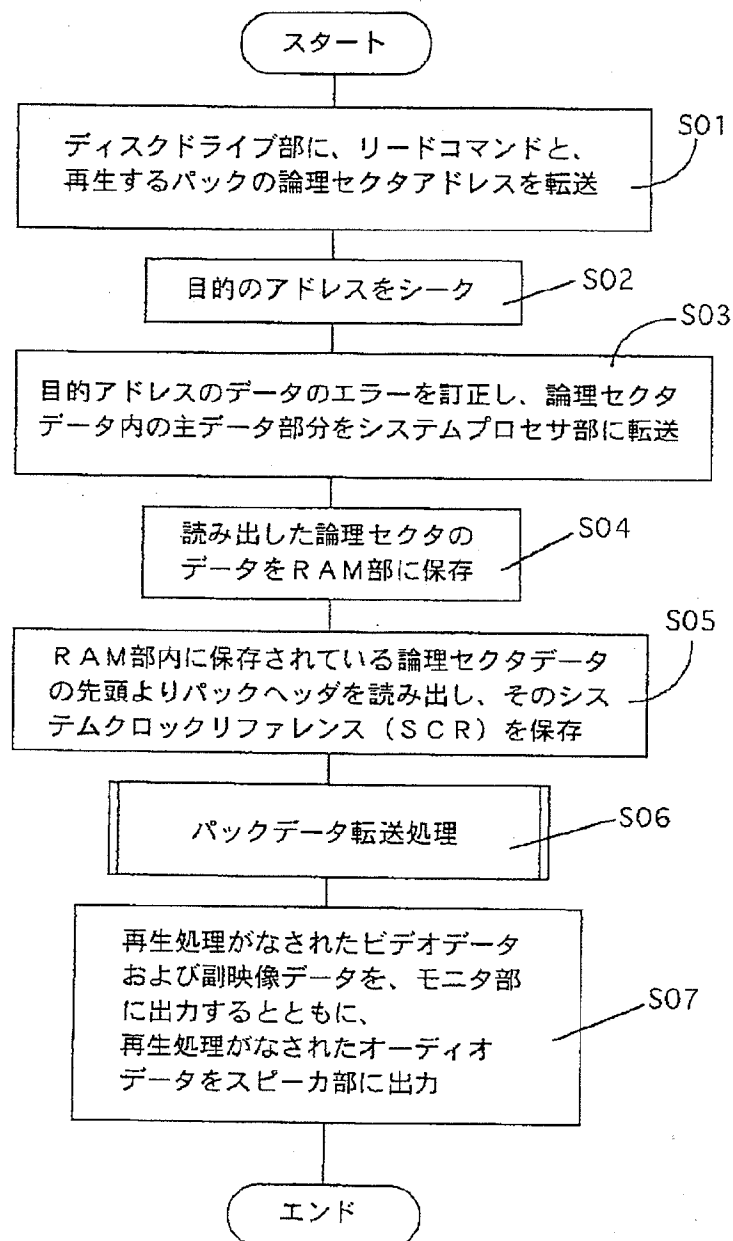 スタート
ディスクドライブ部に、リードコマンドと、
再生するパックの論理セクタアドレスを転送
S01
目的のアドレスをシーク
S02
S03
目的アドレスのデータのエラーを訂正し、論理セクタ
データ内の主データ部分をシステムプロセサ部に転送
読み出した論理セクタの
データをRAM部に保存
S04
S05
RAM部内に保存されている論理セクタデータ
の先頭よりパックヘッダを読み出し、そのシス
テムクロックリファレンス（SCR）を保存
パックデータ転送処理
S06
再生処理がなされたビデオデータ
および副映像データを、モニタ部
に出力するとともに、
再生処理がなされたオーディオ
データをスピーカ部に出力
S07
エンド